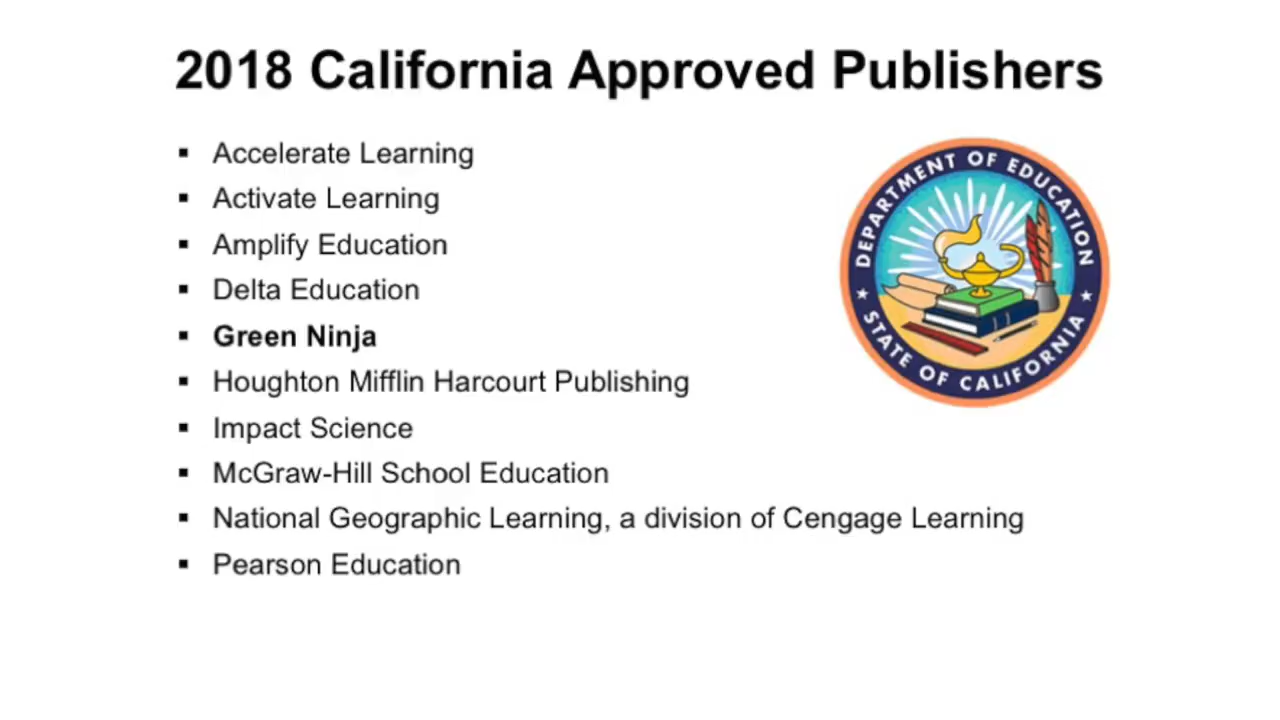 2018 California Approved Publishers
▪ Accelerate Learning
▪ Activate Learning
▪ Amplify Education
▪ Delta Education
▪ Green Ninja
▪ Houghton Mifflin Harcourt Publishing
▪ Impact Science
▪ McGraw-Hill School Education
▪ National Geographic Learning, a division of Cengage Learning
▪ Pearson Education
DEPARTMENT OF EDUCATION
STATE OF CALIFORNIA